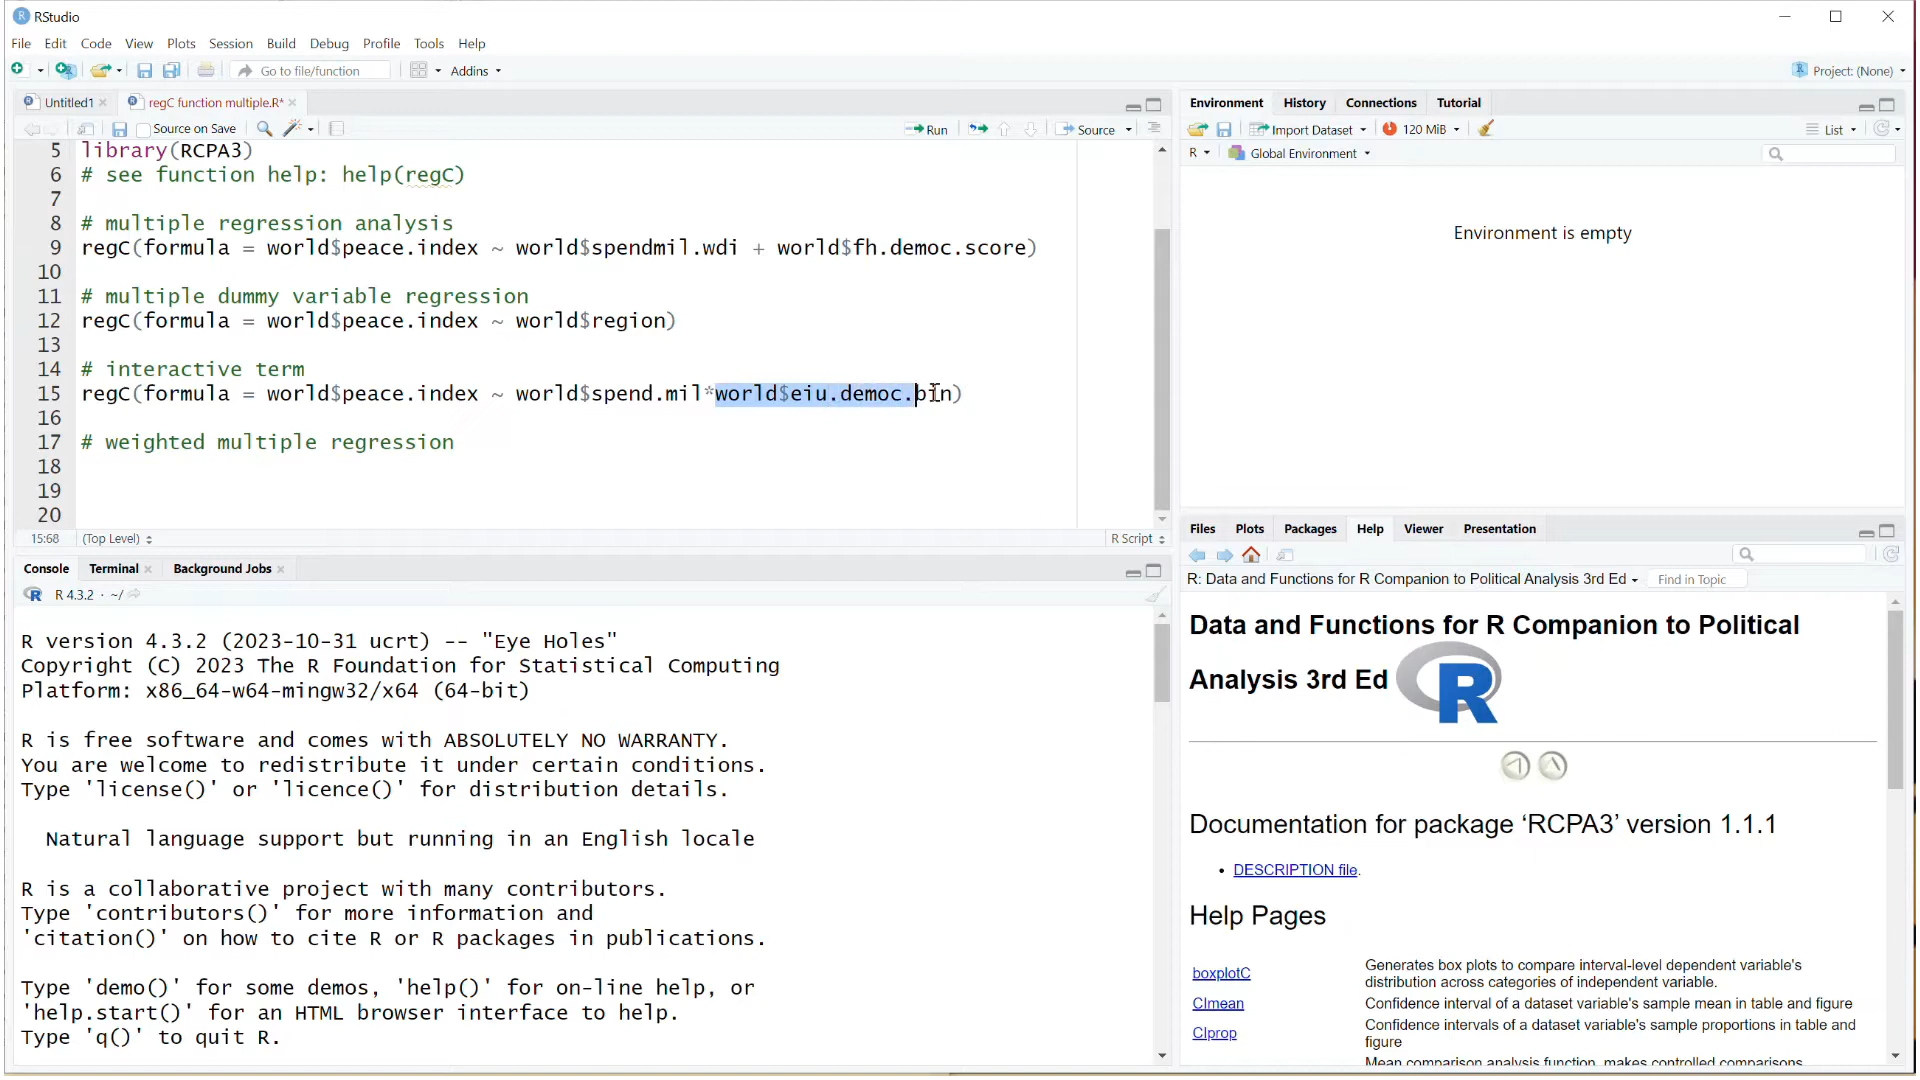 RStudio
File Edit Code View Plots Session Build Debug Profile Tools Help
Go to file/function Addins Project: (None)
Untitled1 regC function multiple.R*
Source on Save Run Source
5 library(RCPA3)
6 # see function help: help(regC)
7
8 # multiple regression analysis
9 regC(formula = world$peace.index ~ world$spendmil.wdi + world$fh.democ.score)
10
11 # multiple dummy variable regression
12 regC(formula = world$peace.index ~ world$region)
13
14 # interactive term
15 regC(formula = world$peace.index ~ world$spend.mil*world$eiu.democ.bin)
16
17 # weighted multiple regression
18
19
20
15:68 (Top Level) R Script
Console Terminal Background Jobs
R 4.3.2 · ~/
R version 4.3.2 (2023-10-31 ucrt) -- "Eye Holes"
Copyright (C) 2023 The R Foundation for Statistical Computing
Platform: x86_64-w64-mingw32/x64 (64-bit)
R is free software and comes with ABSOLUTELY NO WARRANTY.
You are welcome to redistribute it under certain conditions.
Type 'license()' or 'licence()' for distribution details.
Natural language support but running in an English locale
R is a collaborative project with many contributors.
Type 'contributors()' for more information and
'citation()' on how to cite R or R packages in publications.
Type 'demo()' for some demos, 'help()' for on-line help, or
'help.start()' for an HTML browser interface to help.
Type 'q()' to quit R.
Environment History Connections Tutorial
Import Dataset 120 MiB List
R Global Environment
Environment is empty
Files Plots Packages Help Viewer Presentation
R: Data and Functions for R Companion to Political Analysis 3rd Ed Find in Topic
Data and Functions for R Companion to Political
Analysis 3rd Ed R
Documentation for package ‘RCPA3’ version 1.1.1
• DESCRIPTION file.
Help Pages
boxplotC Generates box plots to compare interval-level dependent variable's
distribution across categories of independent variable.
CImean Confidence interval of a dataset variable's sample mean in table and figure
CIprop Confidence intervals of a dataset variable's sample proportions in table and
figure
Mean comparison analysis function, makes controlled comparisons